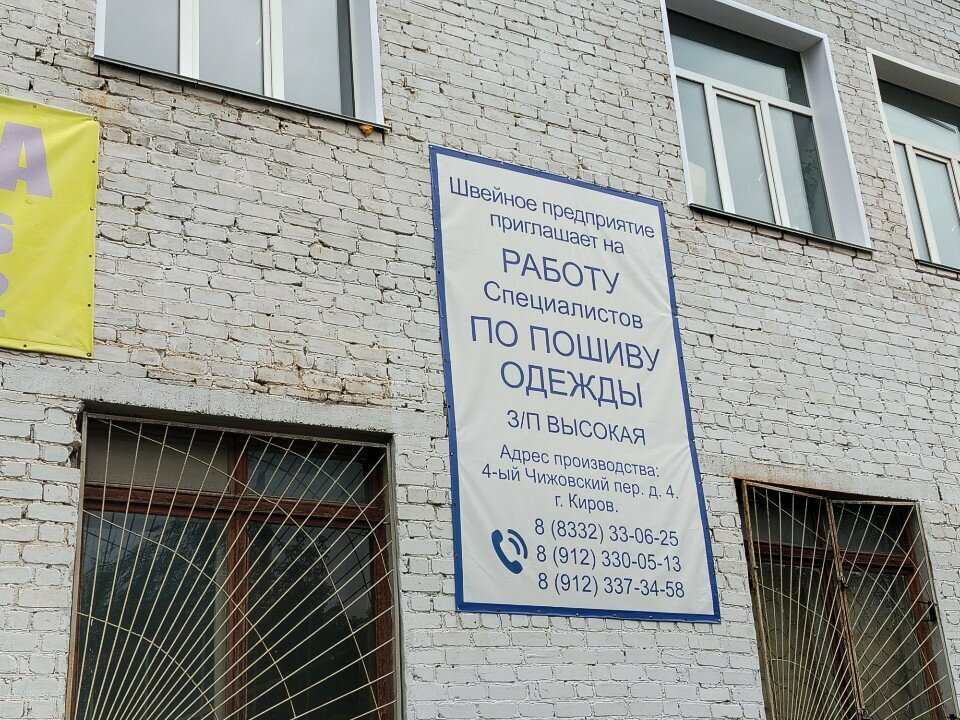 А
6
Швейное предприятие
приглашает на
РАБОТУ
Специалистов
ПО ПОШИВУ
ОДЕЖДЫ
З/П ВЫСОКАЯ
Адрес производства:
4-ый Чижовский пер. д. 4.
г. Киров.
8 (8332) 33-06-25
8 (912) 330-05-13
8 (912) 337-34-58